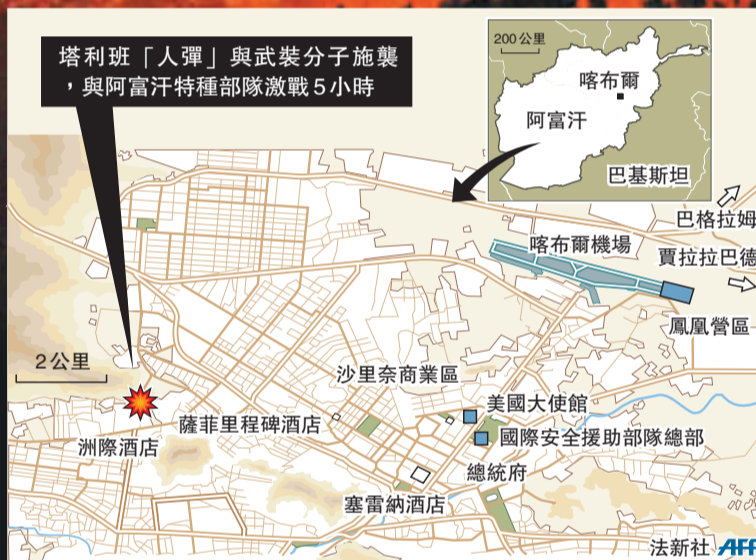 塔利班「人彈」與武裝分子施襲
，與阿富汗特種部隊激戰5小時
200公里
喀布爾
阿富汗
巴基斯坦
巴格拉姆
喀布爾機場
賈拉拉巴德
鳳凰營區
2公里
沙里奈商業區
美國大使館
薩菲里程碑酒店
國際安全援助部隊總部
洲際酒店
總統府
塞雷納酒店
法新社 AFP